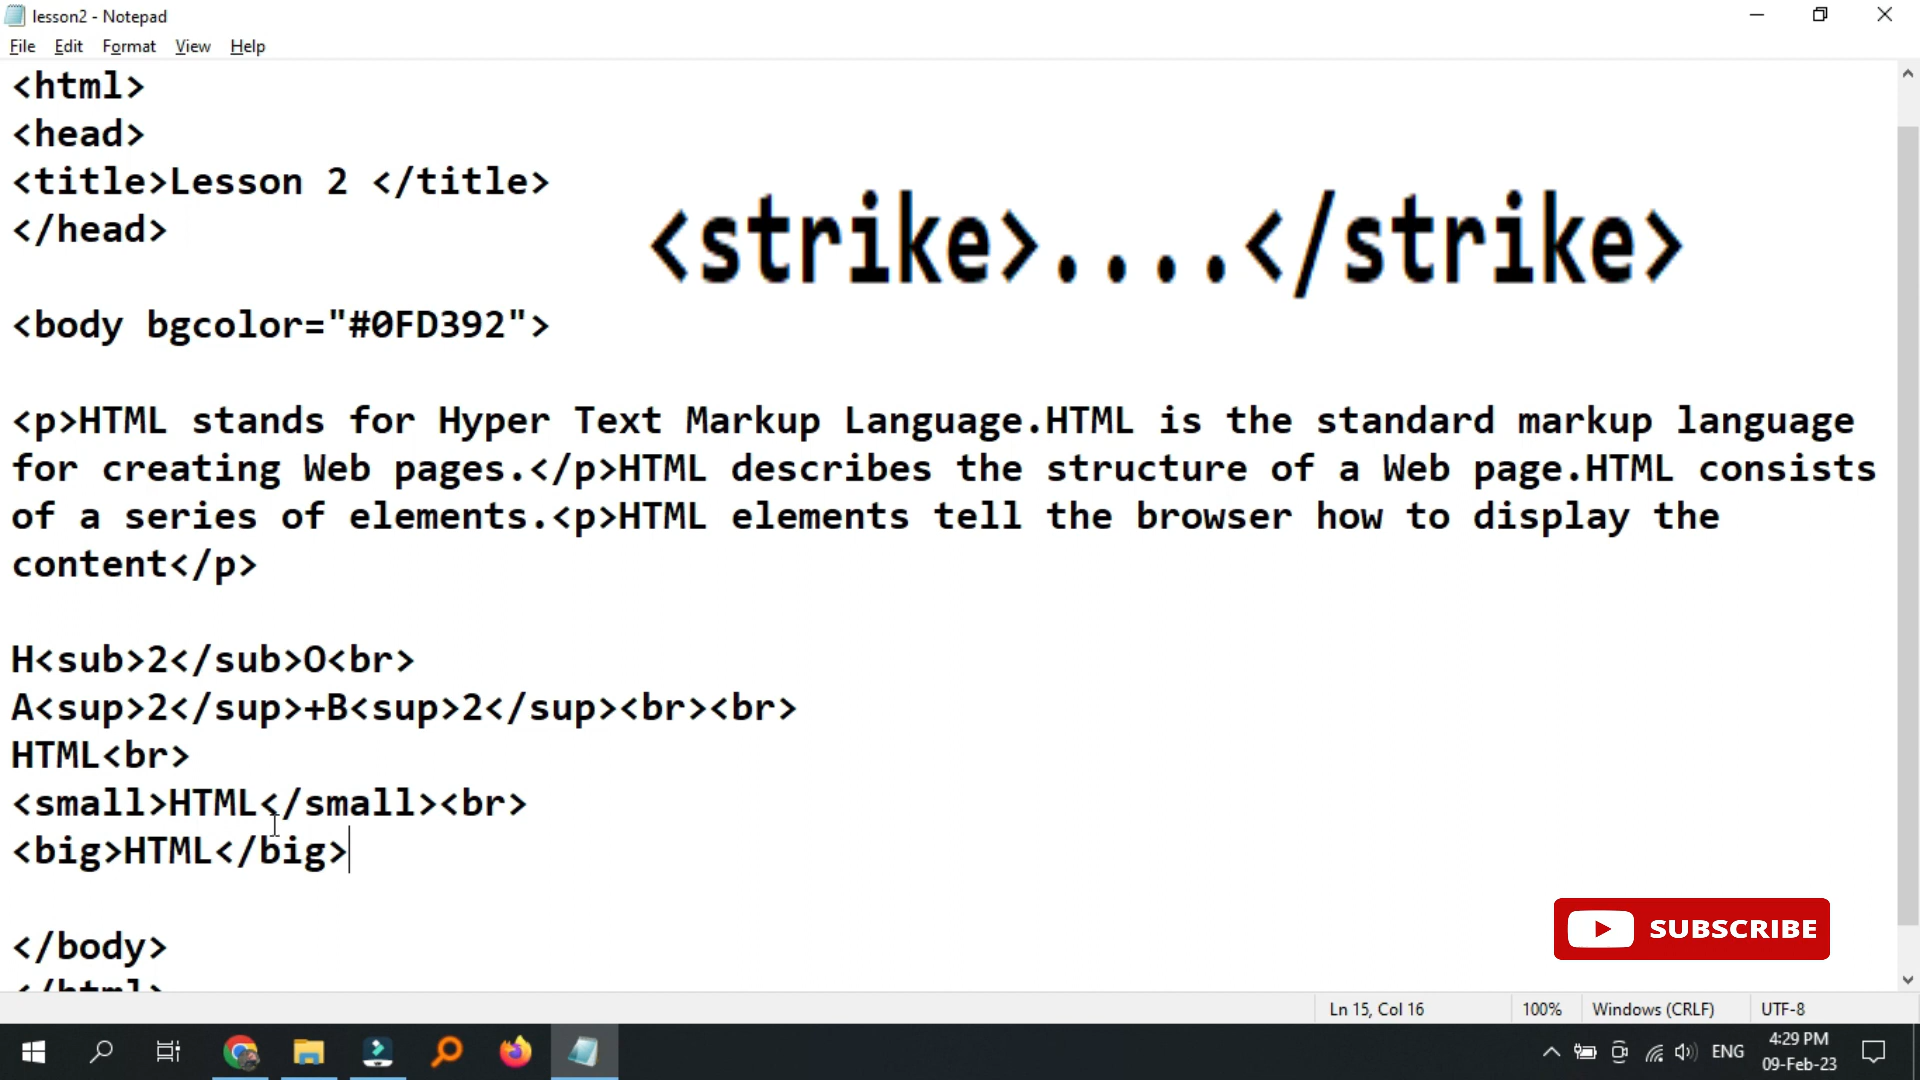 lesson2 - Notepad
File Edit Format View Help
<html>
<head>
<title>Lesson 2 </title>
</head>
<strike>....</strike>
<body bgcolor="#0FD392">
<p>HTML stands for Hyper Text Markup Language.HTML is the standard markup language
for creating Web pages.</p>HTML describes the structure of a Web page.HTML consists
of a series of elements.<p>HTML elements tell the browser how to display the
content</p>
H<sub>2</sub>O<br>
A<sup>2</sup>+B<sup>2</sup><br><br>
HTML<br>
<small>HTML</small><br>
<big>HTML</big>
SUBSCRIBE
</body>
</html>
Ln 15, Col 16 100% Windows (CRLF) UTF-8
ENG 4:29 PM
09-Feb-23